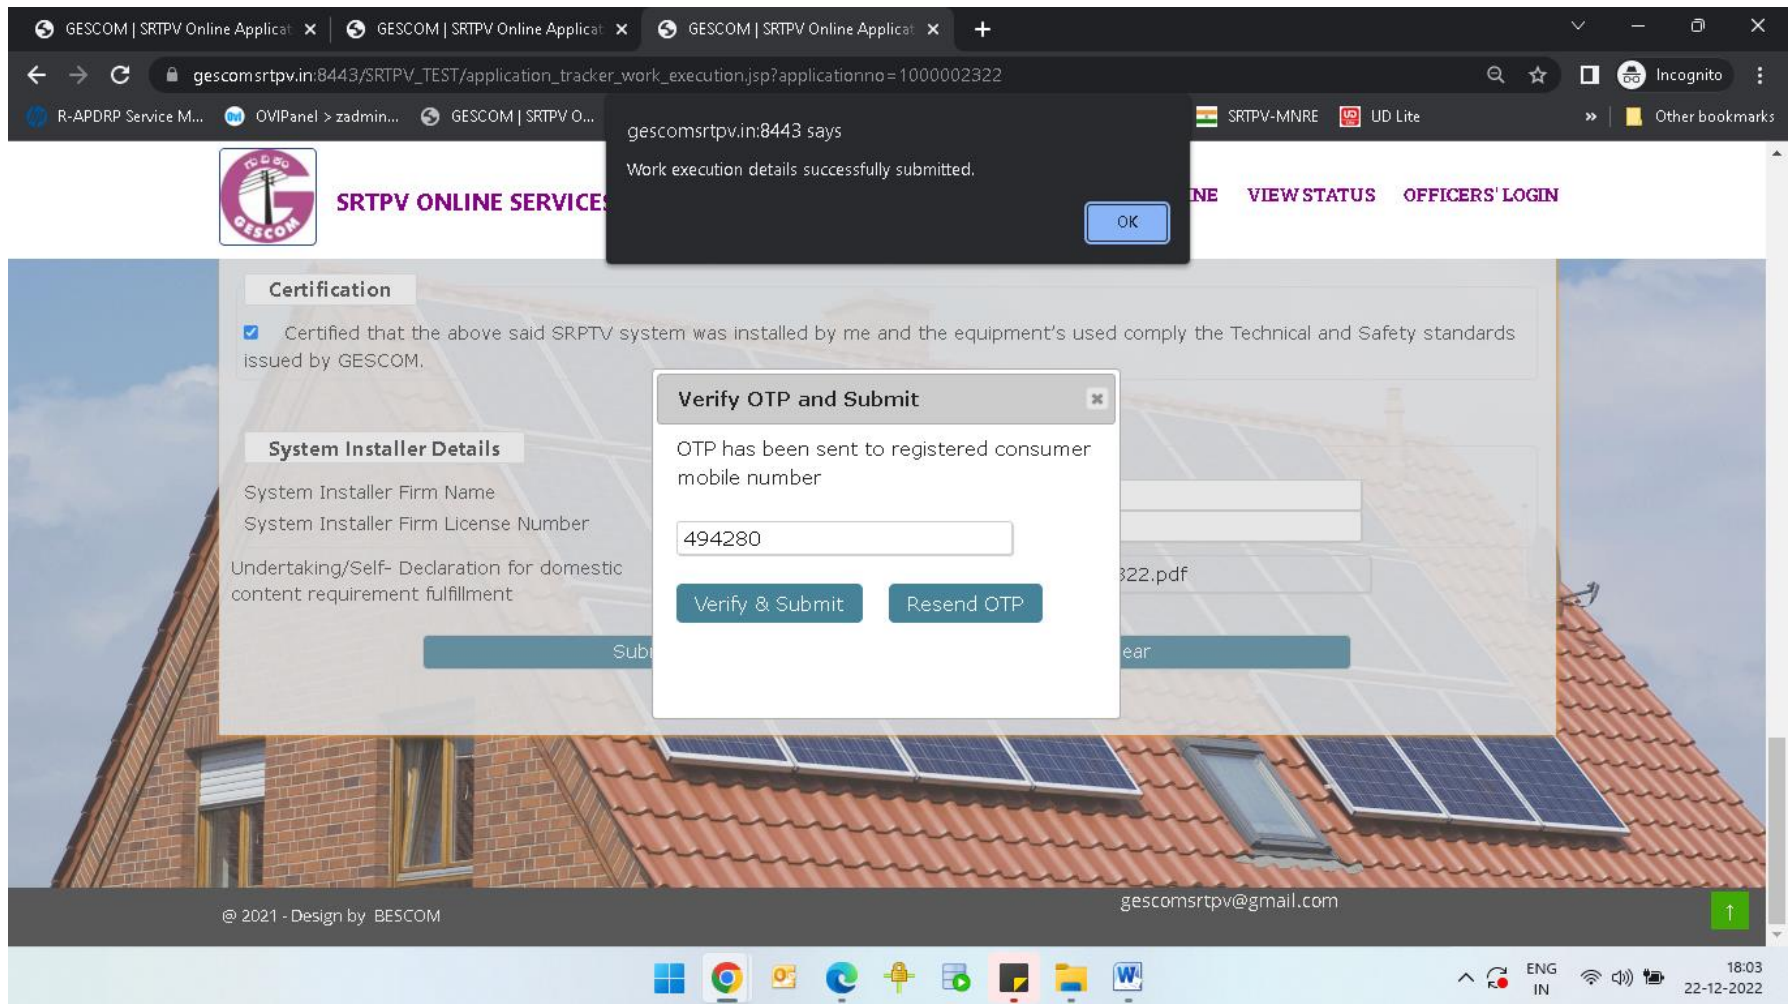 GESCOM | SRTPV Online Applicat
GESCOM | SRTPV Online Applicat
GESCOM | SRTPV Online Applicat
gescomsrtpv.in:8443/SRTPV_TEST/application_tracker_work_execution.jsp?applicationno=1000002322
Incognito
R-APDRP Service M...
OVIPanel > zadmin...
GESCOM | SRTPV O...
SRTPV-MNRE
UD Lite
»
Other bookmarks
gescomsrtpv.in:8443 says
Work execution details successfully submitted.
OK
GESCOM
SRTPV ONLINE SERVICES
NE
VIEW STATUS
OFFICERS' LOGIN
Certification
Certified that the above said SRPTV system was installed by me and the equipment's used comply the Technical and Safety standards
issued by GESCOM.
Verify OTP and Submit
OTP has been sent to registered consumer
mobile number
494280
Verify & Submit
Resend OTP
System Installer Details
System Installer Firm Name
System Installer Firm License Number
Undertaking/Self- Declaration for domestic
content requirement fulfillment
322.pdf
Sub
ear
@ 2021 - Design by BESCOM
gescomsrtpv@gmail.com
ENG
IN
18:03
22-12-2022